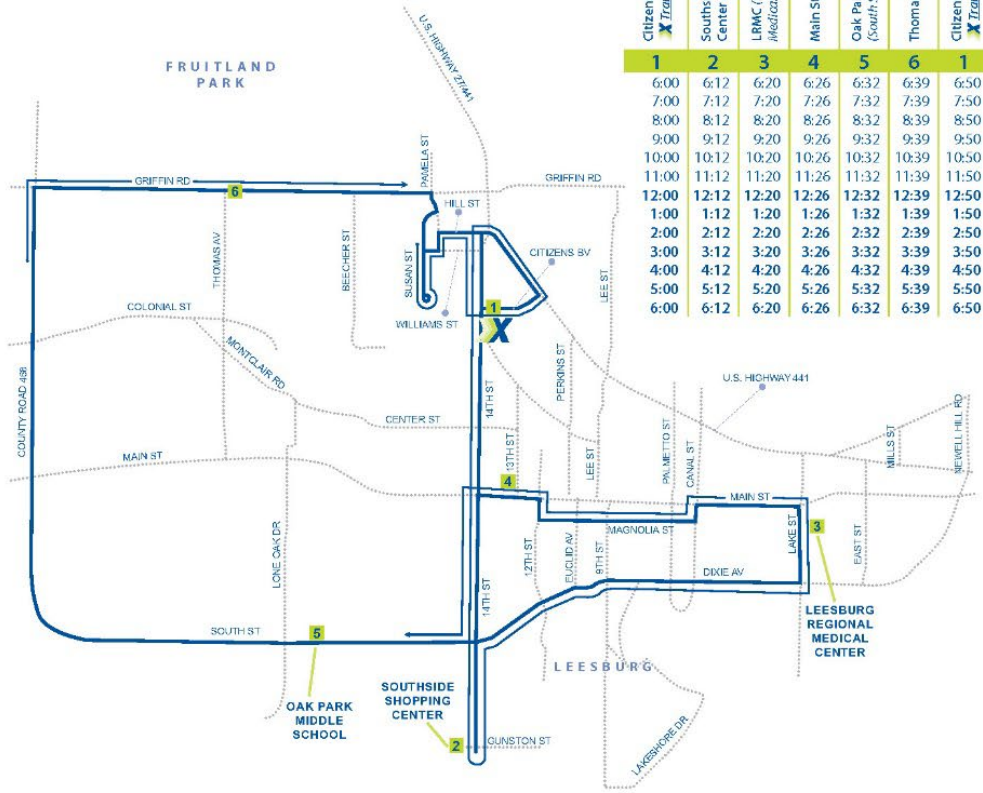 Citizen
X Tran
Souths
Center
LRMC (
Medical
Main St
Oak Pa
(South S
Thoma
Citizen
X Tran
1 2 3 4 5 6 1
6:00 6:12 6:20 6:26 6:32 6:39 6:50
7:00 7:12 7:20 7:26 7:32 7:39 7:50
8:00 8:12 8:20 8:26 8:32 8:39 8:50
9:00 9:12 9:20 9:26 9:32 9:39 9:50
10:00 10:12 10:20 10:26 10:32 10:39 10:50
11:00 11:12 11:20 11:26 11:32 11:39 11:50
12:00 12:12 12:20 12:26 12:32 12:39 12:50
1:00 1:12 1:20 1:26 1:32 1:39 1:50
2:00 2:12 2:20 2:26 2:32 2:39 2:50
3:00 3:12 3:20 3:26 3:32 3:39 3:50
4:00 4:12 4:20 4:26 4:32 4:39 4:50
5:00 5:12 5:20 5:26 5:32 5:39 5:50
6:00 6:12 6:20 6:26 6:32 6:39 6:50
U.S. HIGHWAY 27/441
FRUITLAND
PARK
PAMELA ST
GRIFFIN RD
6
GRIFFIN RD
HILL ST
THOMAS AV
BEECHER ST
SUSAN ST
CITIZENS BV
LEE ST
1
COLONIAL ST
WILLIAMS ST
X
MONTCLAIR RD
COUNTY ROAD 468
14TH ST
PERKINS ST
U.S. HIGHWAY 441
CENTER ST
13TH ST
LEE ST
PALMETTO ST
CANAL ST
MILLS ST
NEWELL HILL RD
MAIN ST
4
MAIN ST
MAGNOLIA ST
LAKE ST
3
EAST ST
LONE OAK DR
12TH ST
EUCLID AV
9TH ST
DIXIE AV
14TH ST
LEESBURG
REGIONAL
MEDICAL
CENTER
SOUTH ST
5
LEESBURG
OAK PARK
MIDDLE
SCHOOL
SOUTHSIDE
SHOPPING
CENTER
2
GUNSTON ST
LAKESHORE DR